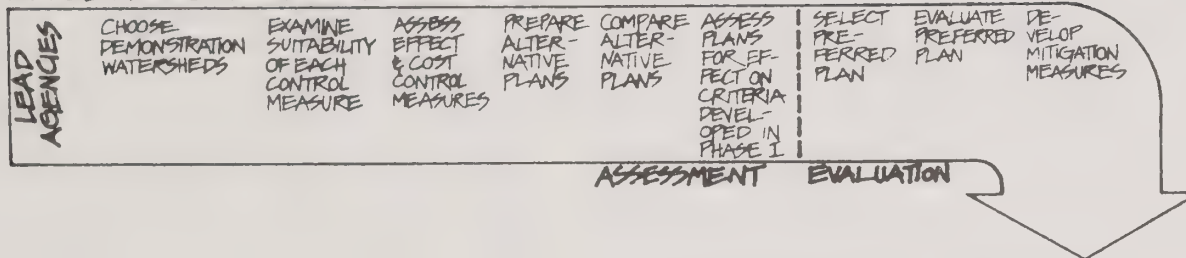 LEAD
AGENCIES
CHOOSE
DEMONSTRATION
WATERSHEDS
EXAMINE
SUITABILITY
OF EACH
CONTROL
MEASURE
ASSESS
EFFECT
& COST
CONTROL
MEASURES
PREPARE
ALTER-
NATIVE
PLANS
COMPARE
ALTER-
NATIVE
PLANS
ASSESS
PLANS
FOR EF-
FECT ON
CRITERIA
DEVEL-
OPED IN
PHASE I
SELECT
PRE-
FERRED
PLAN
EVALUATE
PREFERRED
PLAN
DE-
VELOP
MITIGATION
MEASURES
ASSESSMENT
EVALUATION